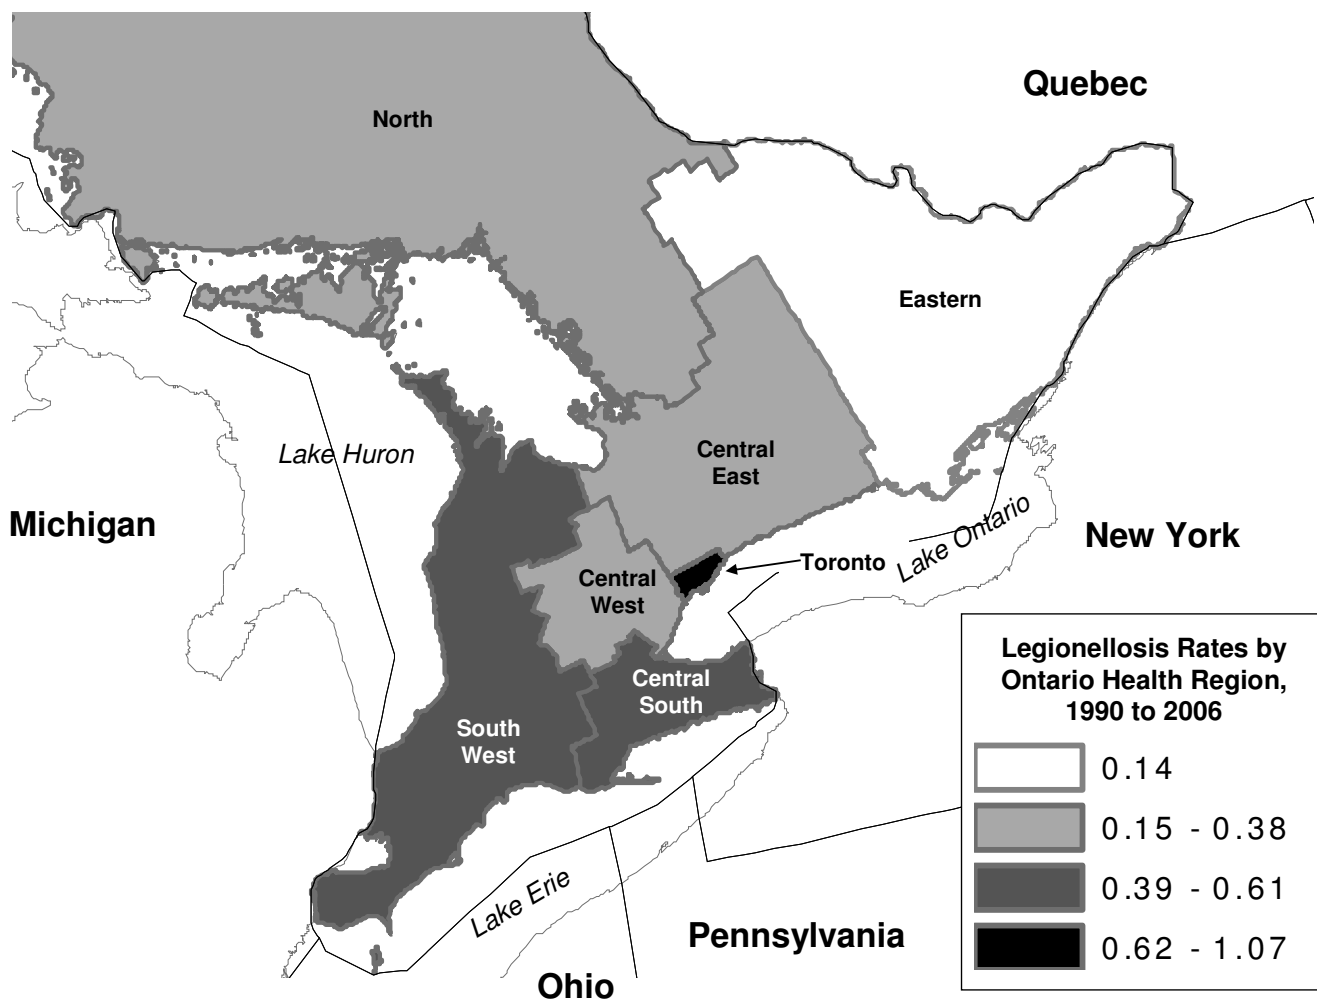 Quebec
North
Eastern
Lake Huron
Central
East
Michigan
New York
Lake Ontario
Toronto
Central
West
Central
South
South
West
Lake Erie
Pennsylvania
Ohio
Legionellosis Rates by
Ontario Health Region,
1990 to 2006
0.14
0.15 - 0.38
0.39 - 0.61
0.62 - 1.07